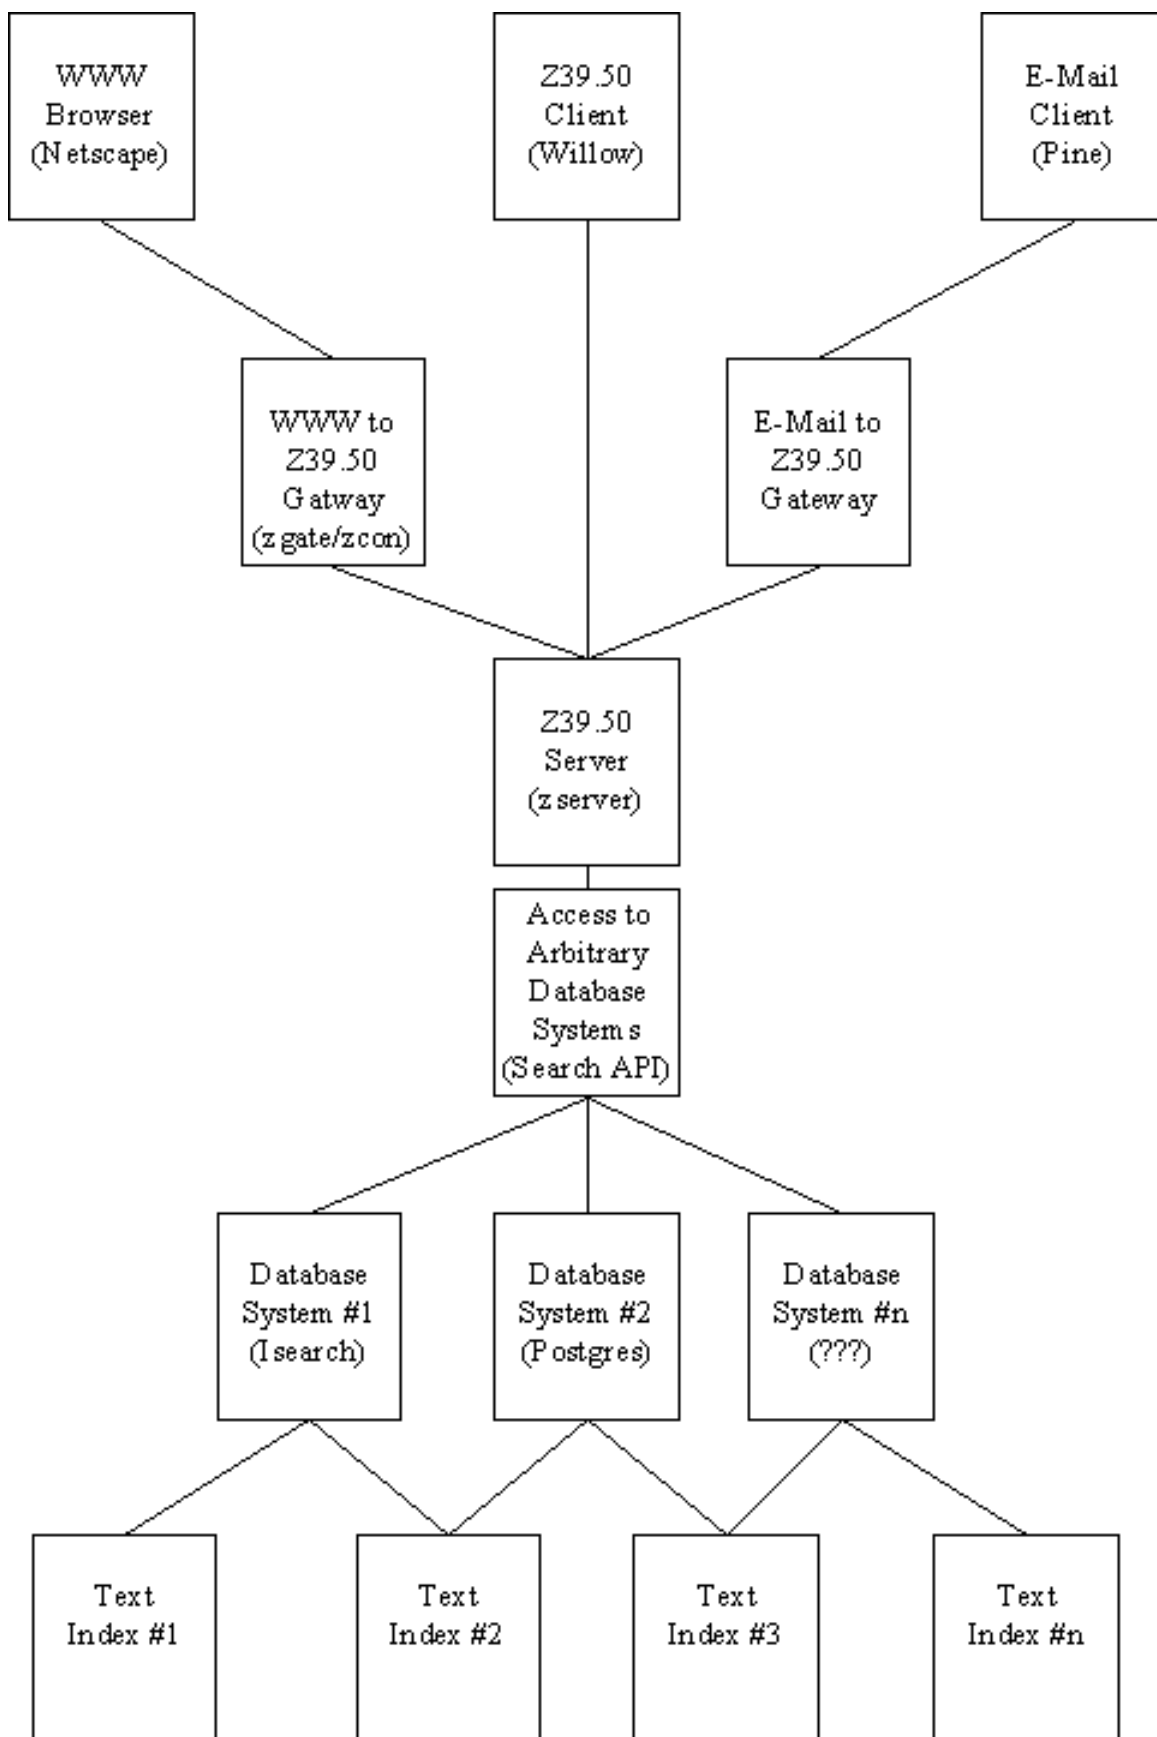 WWW
Browser
(Netscape)
Z39.50
Client
(Willow)
E-Mail
Client
(Pine)
WWW to
Z39.50
Gatway
(zgate/zcon)
E-Mail to
Z39.50
Gateway
Z39.50
Server
(zserver)
Access to
Arbitrary
Database
Systems
(Search API)
Database
System #1
(Isearch)
Database
System #2
(Postgres)
Database
System #n
(???)
Text
Index #1
Text
Index #2
Text
Index #3
Text
Index #n